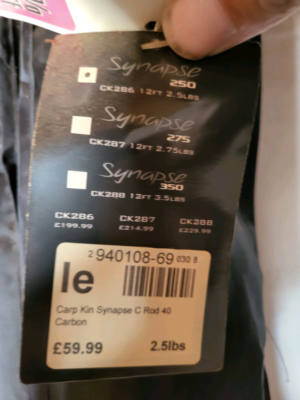 Synapse
250
CK286 12FT 2.5LBS
Synapse
275
CK287 12FT 2.75LBS
Synapse
350
CK288 12FT 3.5LBS
CK286 CK287 CK288
£199.99 £214.99 £229.99
2 940108-69 030 8
le
Carp Kin Synapse C Rod 40
Carbon
£59.99 2.5lbs